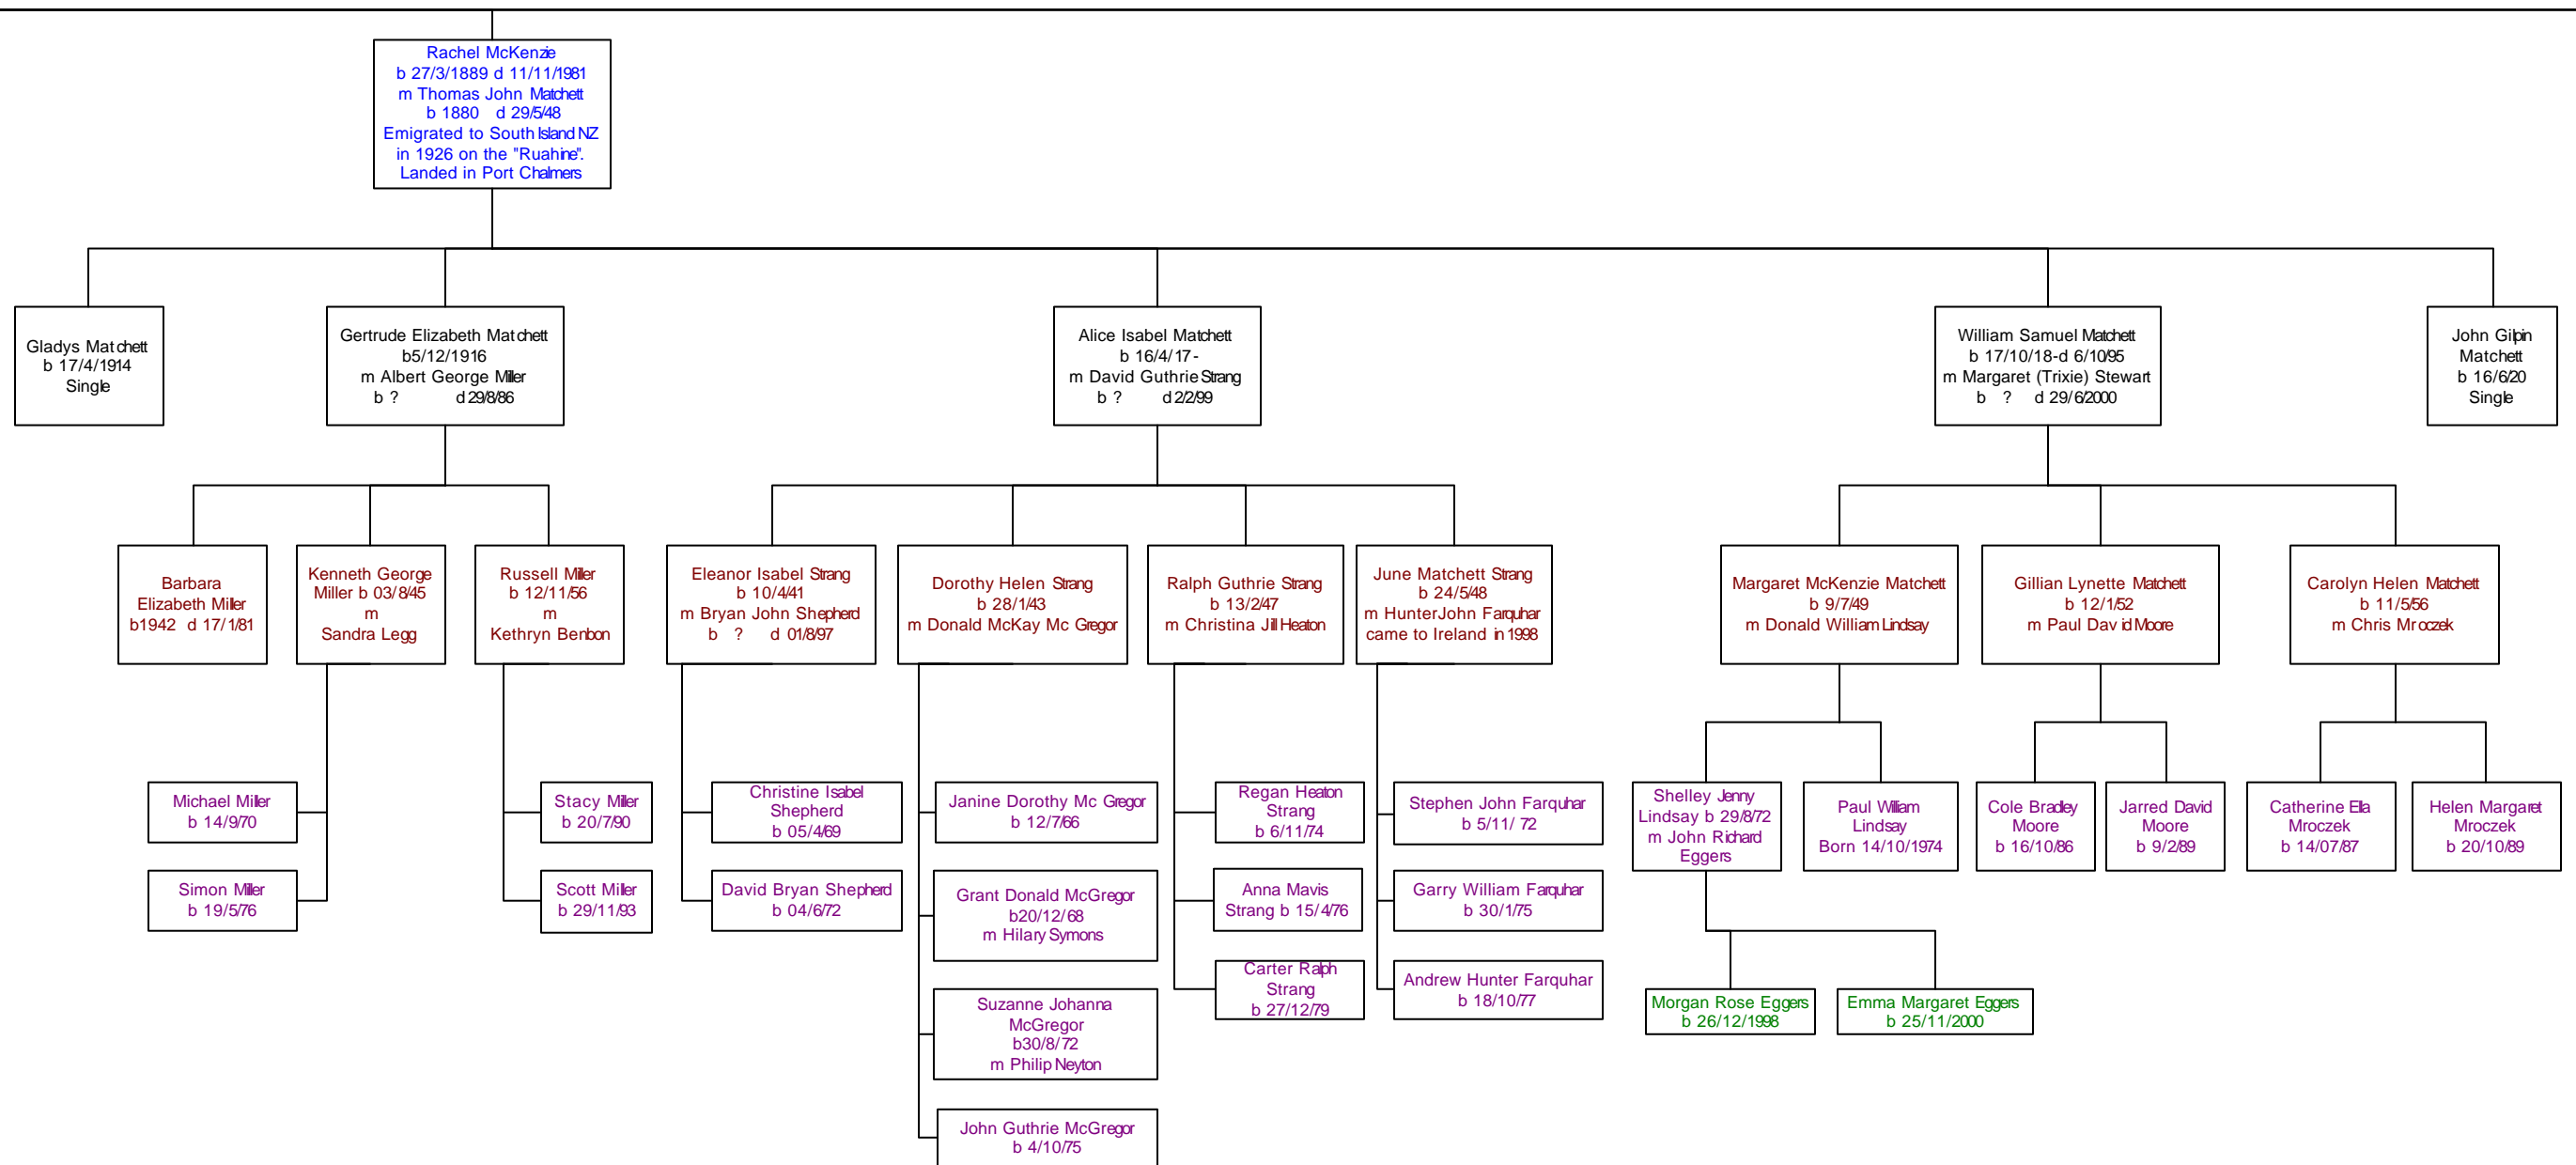 Rachel McKenzie
b 27/3/1889 d 11/11/1981
m Thomas John Matchett
b 1880 d 29/5/48
Emigrated to South Island NZ
in 1926 on the "Ruahine".
Landed in Port Chalmers
Gladys Matchett
b 17/4/1914
Single
Gertrude Elizabeth Matchett
b5/12/1916
m Albert George Miller
b ? d 29/8/86
Alice Isabel Matchett
b 16/4/17-
m David Guthrie Strang
b ? d 2/2/99
William Samuel Matchett
b 17/10/18-d 6/10/95
m Margaret (Trixie) Stewart
b ? d 29/6/2000
John Gilpin
Matchett
b 16/6/20
Single
Barbara
Elizabeth Miller
b1942 d 17/1/81
Kenneth George
Miller b 03/8/45
m
Sandra Legg
Russell Miller
b 12/11/56
m
Kethryn Benbon
Eleanor Isabel Strang
b 10/4/41
m Bryan John Shepherd
b ? d 01/8/97
Dorothy Helen Strang
b 28/1/43
m Donald McKay Mc Gregor
Ralph Guthrie Strang
b 13/2/47
m Christina Jill Heaton
June Matchett Strang
b 24/5/48
m Hunter John Farquhar
came to Ireland in 1998
Margaret McKenzie Matchett
b 9/7/49
m Donald William Lindsay
Gillian Lynette Matchett
b 12/1/52
m Paul David Moore
Carolyn Helen Matchett
b 11/5/56
m Chris Mroczek
Michael Miller
b 14/9/70
Simon Miller
b 19/5/76
Stacy Miller
b 20/7/90
Scott Miller
b 29/11/93
Christine Isabel
Shepherd
b 05/4/69
David Bryan Shepherd
b 04/6/72
Janine Dorothy Mc Gregor
b 12/7/66
Grant Donald McGregor
b20/12/68
m Hilary Symons
Suzanne Johanna
McGregor
b30/8/72
m Philip Neyton
John Guthrie McGregor
b 4/10/75
Regan Heaton
Strang
b 6/11/74
Anna Mavis
Strang b 15/4/76
Carter Ralph
Strang
b 27/12/79
Stephen John Farquhar
b 5/11/ 72
Garry William Farquhar
b 30/1/75
Andrew Hunter Farquhar
b 18/10/77
Shelley Jenny
Lindsay b 29/8/72
m John Richard
Eggers
Paul William
Lindsay
Born 14/10/1974
Cole Bradley
Moore
b 16/10/86
Jarred David
Moore
b 9/2/89
Catherine Ella
Mroczek
b 14/07/87
Helen Margaret
Mroczek
b 20/10/89
Morgan Rose Eggers
b 26/12/1998
Emma Margaret Eggers
b 25/11/2000